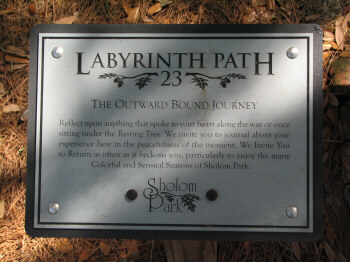 LABYRINTH PATH
23
THE OUTWARD BOUND JOURNEY
Reflect upon anything that spoke to your heart along the way or once
sitting under the Resting Tree. We invite you to journal about your
experience here in the peacefulness of the moment. We Invite You
to Return as often as it beckons you, particularly to enjoy the many
Colorful and Sensual Seasons of Sholom Park.
Sholom
Park